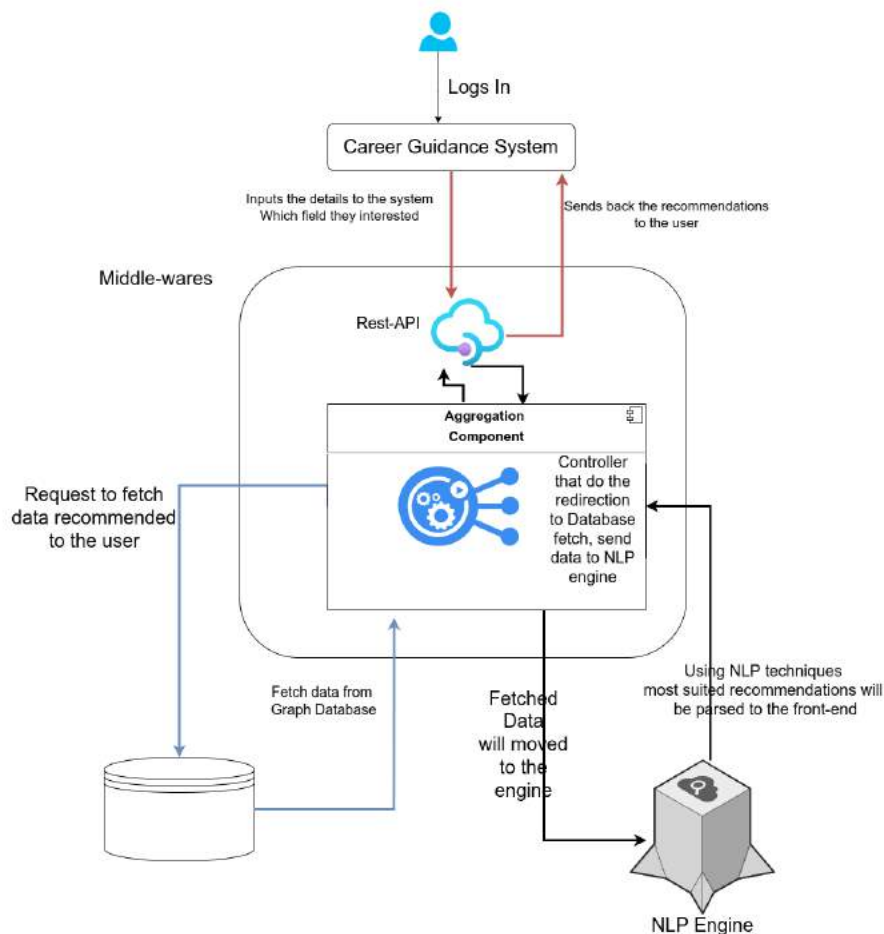 Logs In
Career Guidance System
Inputs the details to the system
Which field they interested
Sends back the recommendations
to the user
Middle-wares
Rest-API
Aggregation
Component
Controller
that do the
redirection
to Database
fetch, send
data to NLP
engine
Request to fetch
data recommended
to the user
Fetch data from
Graph Database
Fetched
Data
will moved
to the
engine
Using NLP techniques
most suited recommendations will
be parsed to the front-end
NLP Engine